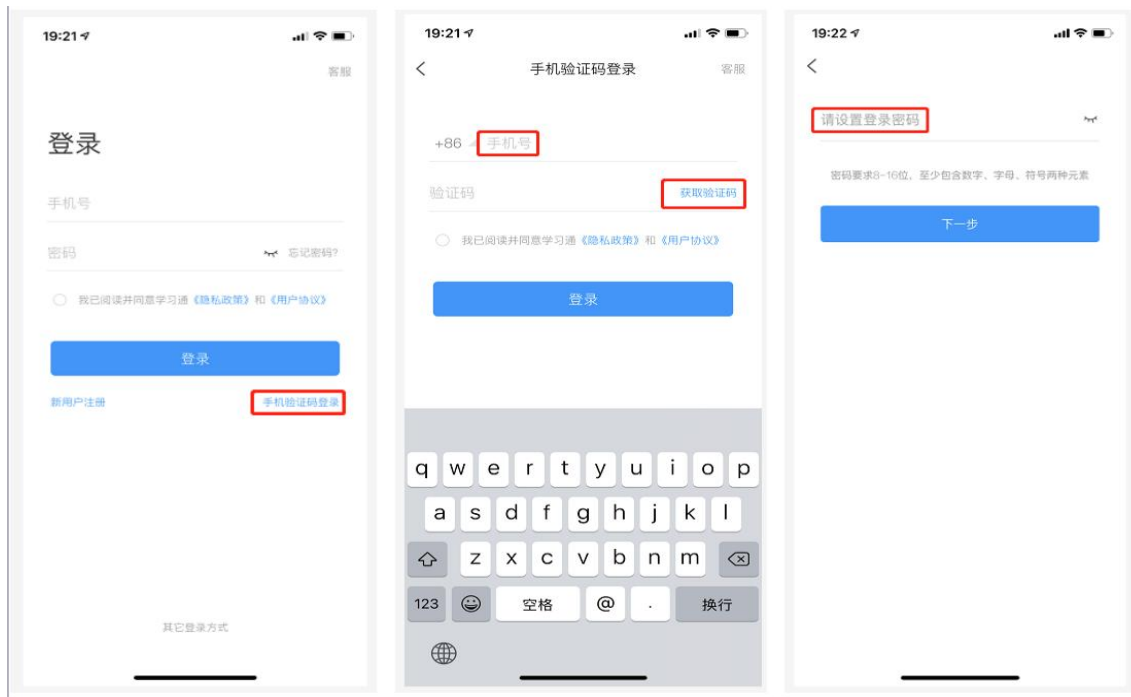 19:21
客服
登录
手机号
密码
忘记密码?
我已阅读并同意学习通《隐私政策》和《用户协议》
登录
新用户注册
手机验证码登录
其它登录方式
19:21
手机验证码登录
客服
+86
手机号
验证码
获取验证码
我已阅读并同意学习通《隐私政策》和《用户协议》
登录
q w e r t y u i o p
a s d f g h j k l
z x c v b n m
123
空格
@
.
换行
19:22
请设置登录密码
密码要求8-16位，至少包含数字、字母、符号两种元素
下一步